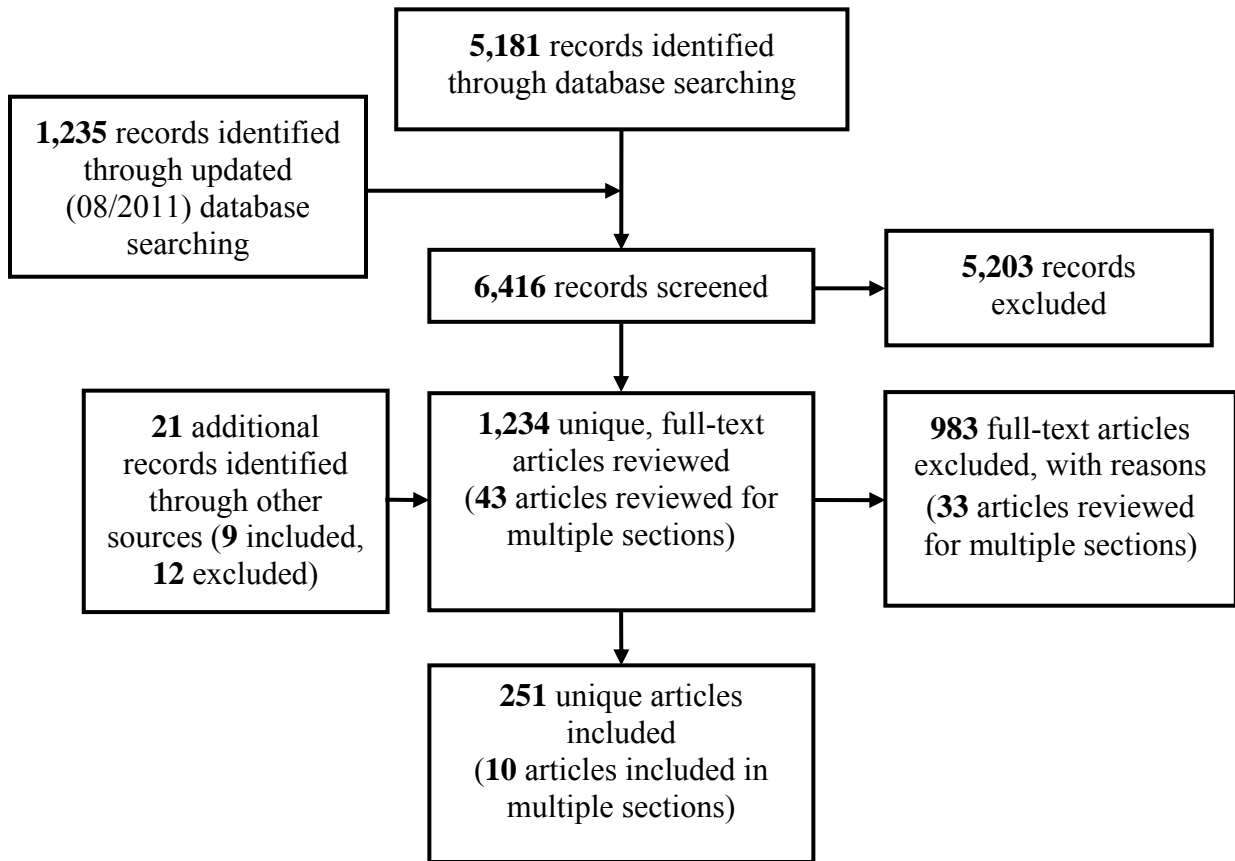 5,181 records identified
through database searching
1,235 records identified
through updated
(08/2011) database
searching
6,416 records screened
5,203 records
excluded
21 additional
records identified
through other
sources (9 included,
12 excluded)
1,234 unique, full-text
articles reviewed
(43 articles reviewed for
multiple sections)
983 full-text articles
excluded, with reasons
(33 articles reviewed
for multiple sections)
251 unique articles
included
(10 articles included in
multiple sections)